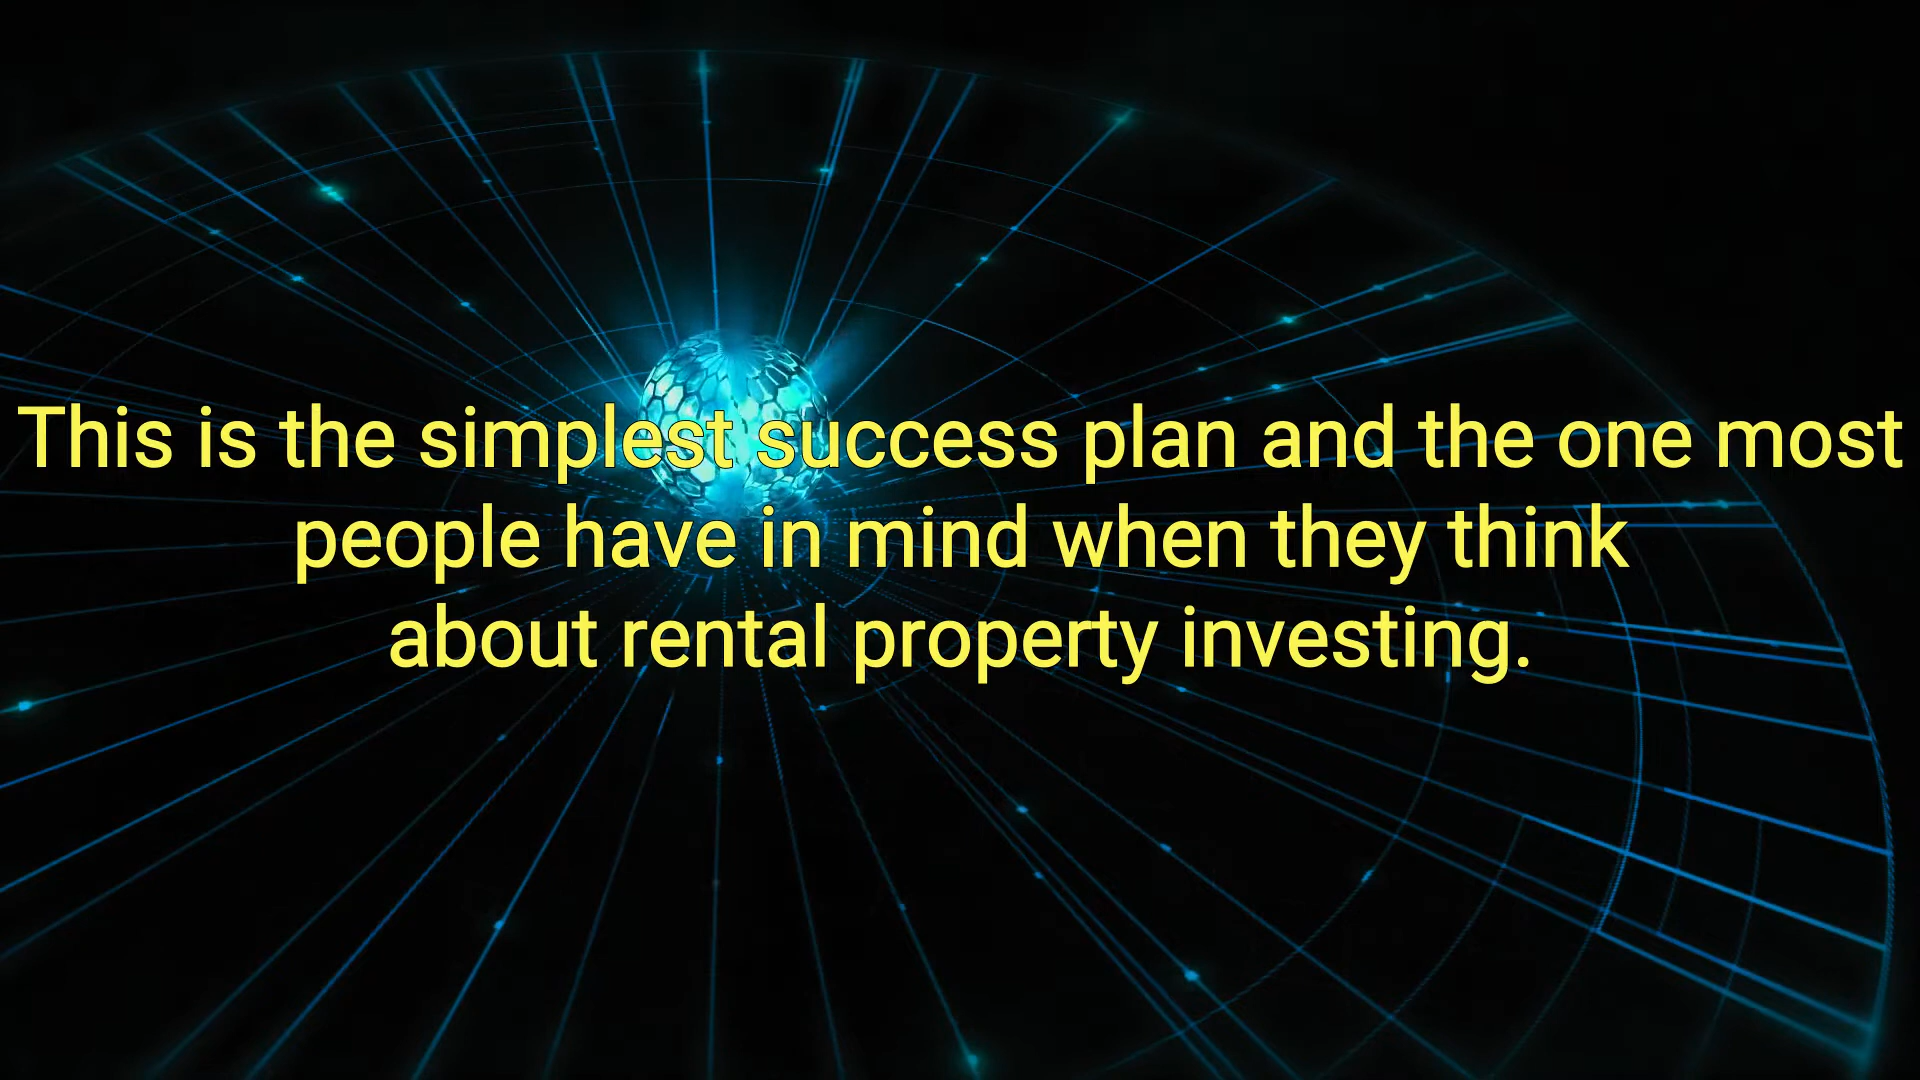 This is the simplest success plan and the one most
people have in mind when they think
about rental property investing.